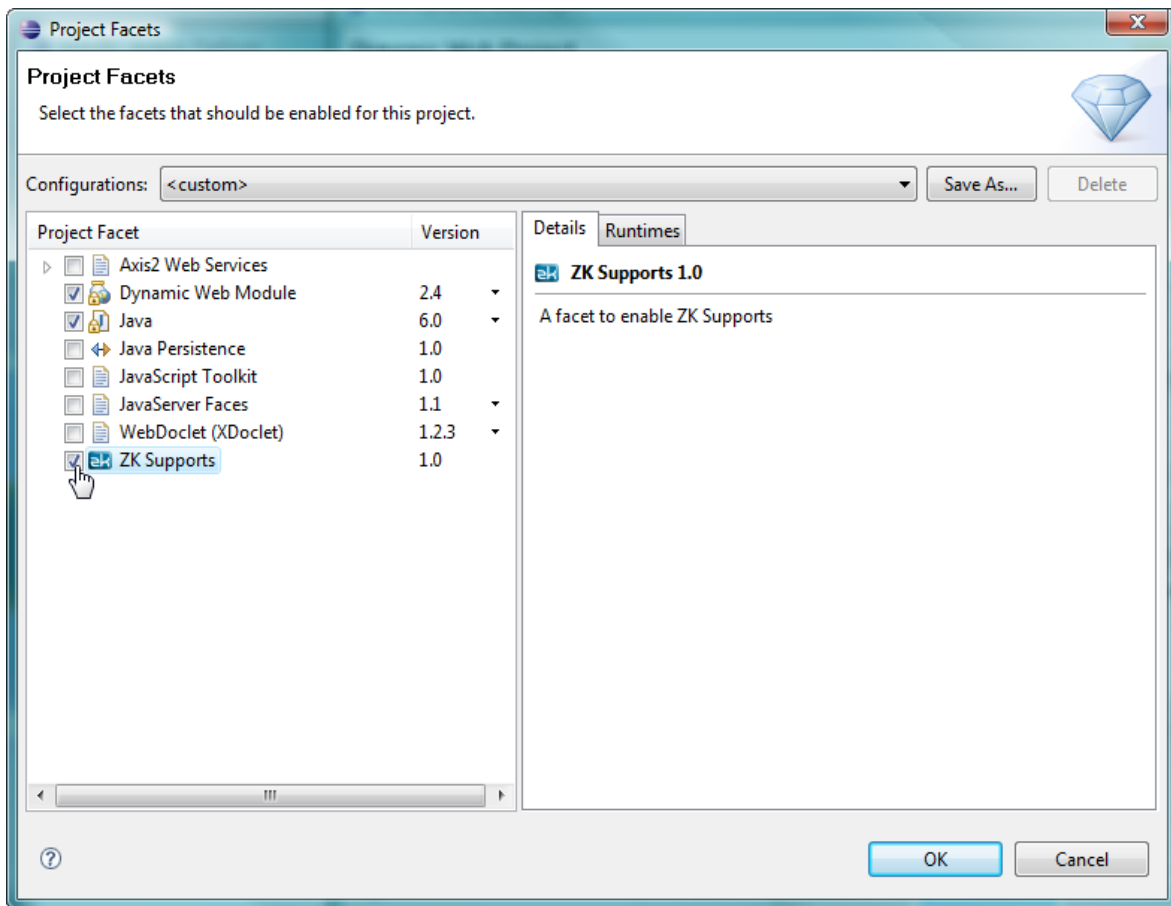 Project Facets
Project Facets
Select the facets that should be enabled for this project.
Configurations: <custom> Save As... Delete
Project Facet Version
Axis2 Web Services
Dynamic Web Module 2.4
Java 6.0
Java Persistence 1.0
JavaScript Toolkit 1.0
JavaServer Faces 1.1
WebDoclet (XDoclet) 1.2.3
ZK Supports 1.0
Details Runtimes
ZK ZK Supports 1.0
A facet to enable ZK Supports
OK Cancel